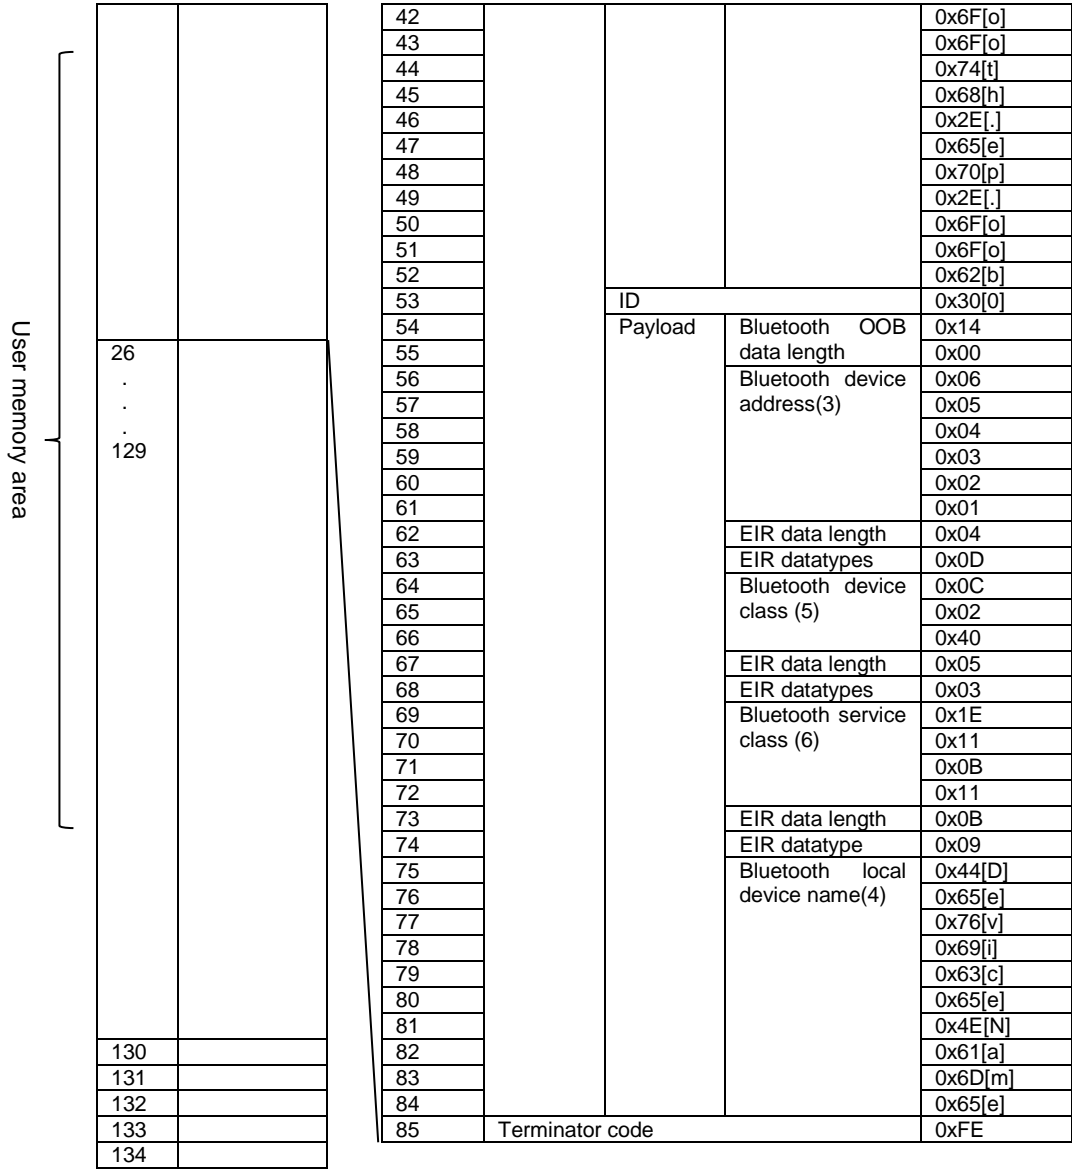 User memory area
26
.
.
.
129
130
131
132
133
134
42 0x6F[o]
43 0x6F[o]
44 0x74[t]
45 0x68[h]
46 0x2E[.]
47 0x65[e]
48 0x70[p]
49 0x2E[.]
50 0x6F[o]
51 0x6F[o]
52 0x62[b]
53 ID 0x30[0]
54 Payload Bluetooth OOB 0x14
55 data length 0x00
56 Bluetooth device 0x06
57 address(3) 0x05
58 0x04
59 0x03
60 0x02
61 0x01
62 EIR data length 0x04
63 EIR datatypes 0x0D
64 Bluetooth device 0x0C
65 class (5) 0x02
66 0x40
67 EIR data length 0x05
68 EIR datatypes 0x03
69 Bluetooth service 0x1E
70 class (6) 0x11
71 0x0B
72 0x11
73 EIR data length 0x0B
74 EIR datatype 0x09
75 Bluetooth local 0x44[D]
76 device name(4) 0x65[e]
77 0x76[v]
78 0x69[i]
79 0x63[c]
80 0x65[e]
81 0x4E[N]
82 0x61[a]
83 0x6D[m]
84 0x65[e]
85 Terminator code 0xFE